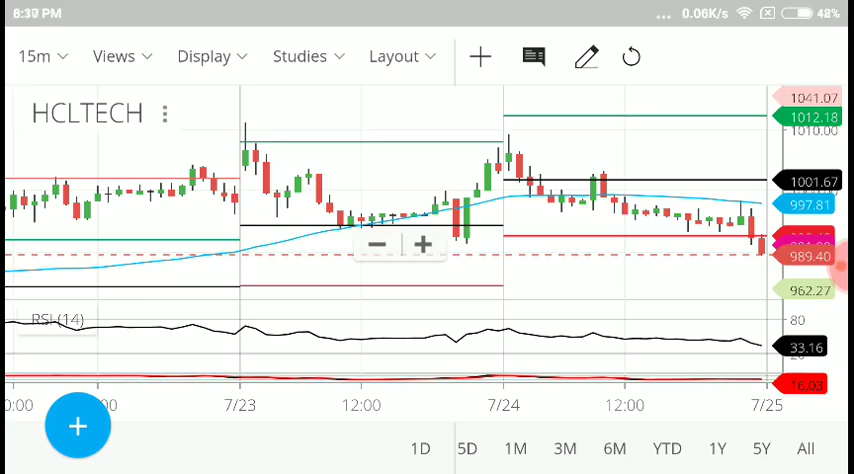 6:30 PM ... 0.06K/s 48%
15m Views Display Studies Layout
HCLTECH
1041.07
1012.18
1010.00
1001.67
997.81
989.40
962.27
RSI (14)
80
33.16
16.03
7/23 12:00 7/24 12:00 7/25
1D 5D 1M 3M 6M YTD 1Y 5Y All